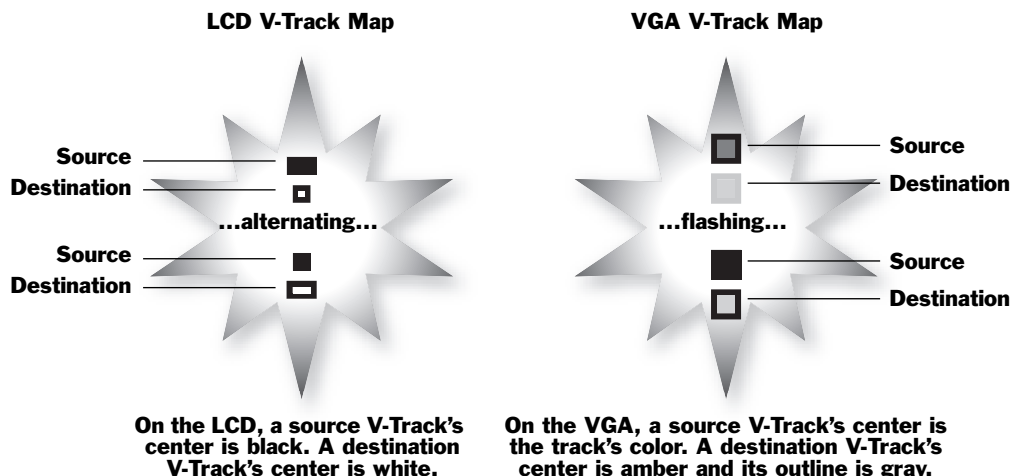 LCD V-Track Map
Source
Destination
...alternating...
Source
Destination
On the LCD, a source V-Track's
center is black. A destination
V-Track's center is white.
VGA V-Track Map
Source
Destination
...flashing...
Source
Destination
On the VGA, a source V-Track's center is
the track's color. A destination V-Track's
center is amber and its outline is gray.